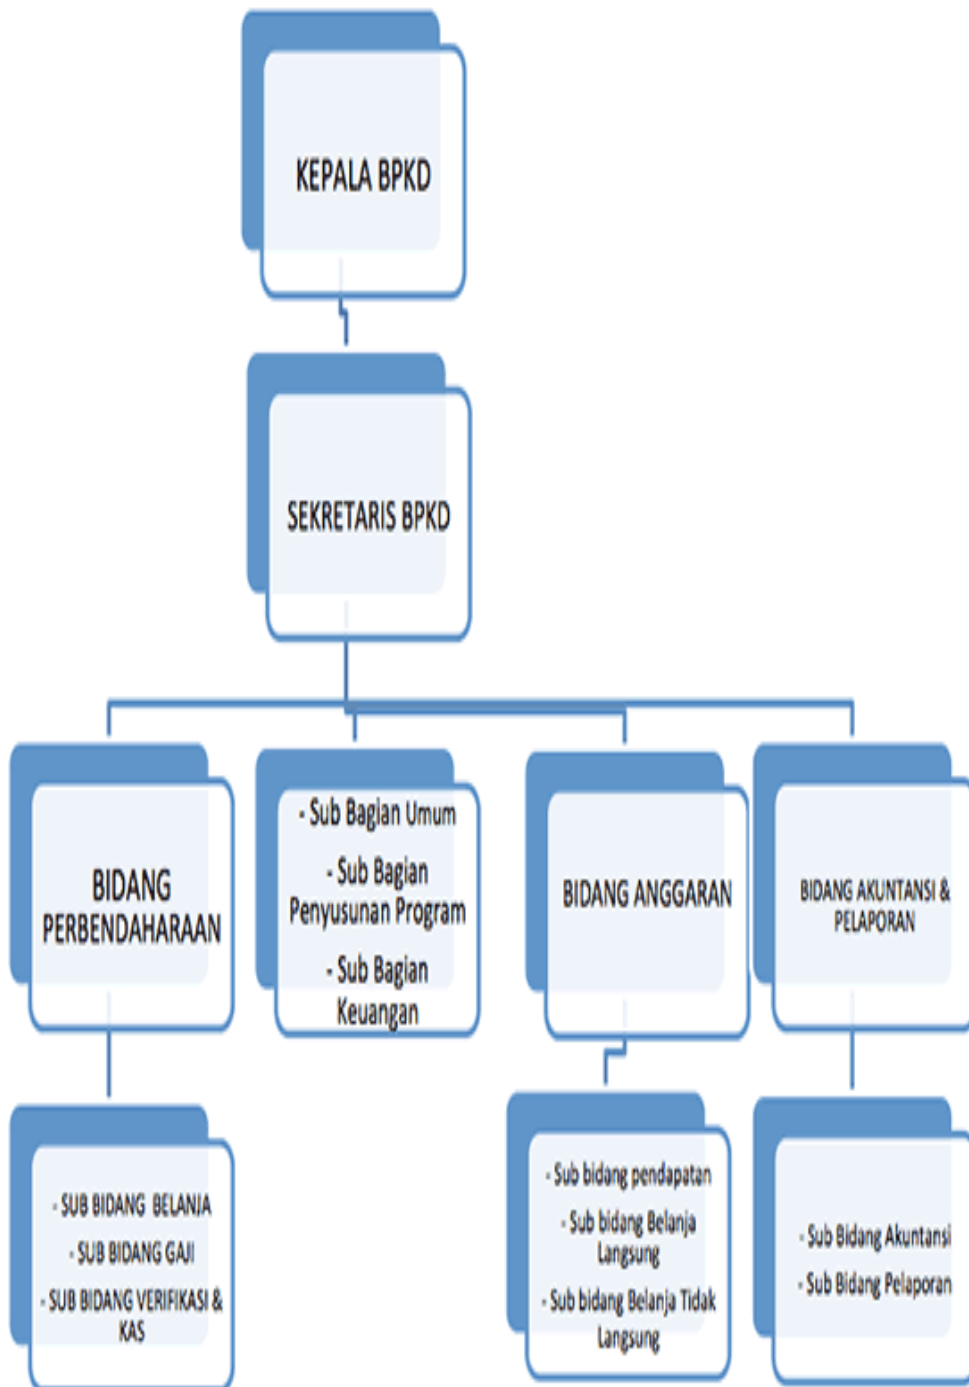 KEPALA BPKD
SEKRETARIS BPKD
BIDANG
PERBENDAHARAAN
- Sub Bagian Umum
- Sub Bagian
Penyusunan Program
- Sub Bagian
Keuangan
BIDANG ANGGARAN
BIDANG AKUNTANSI &
PELAPORAN
- SUB BIDANG BELANJA
- SUB BIDANG GAJI
- SUB BIDANG VERIFIKASI &
KAS
- Sub bidang pendapatan
- Sub bidang Belanja
Langsung
- Sub bidang Belanja Tidak
Langsung
- Sub Bidang Akuntansi
- Sub Bidang Pelaporan